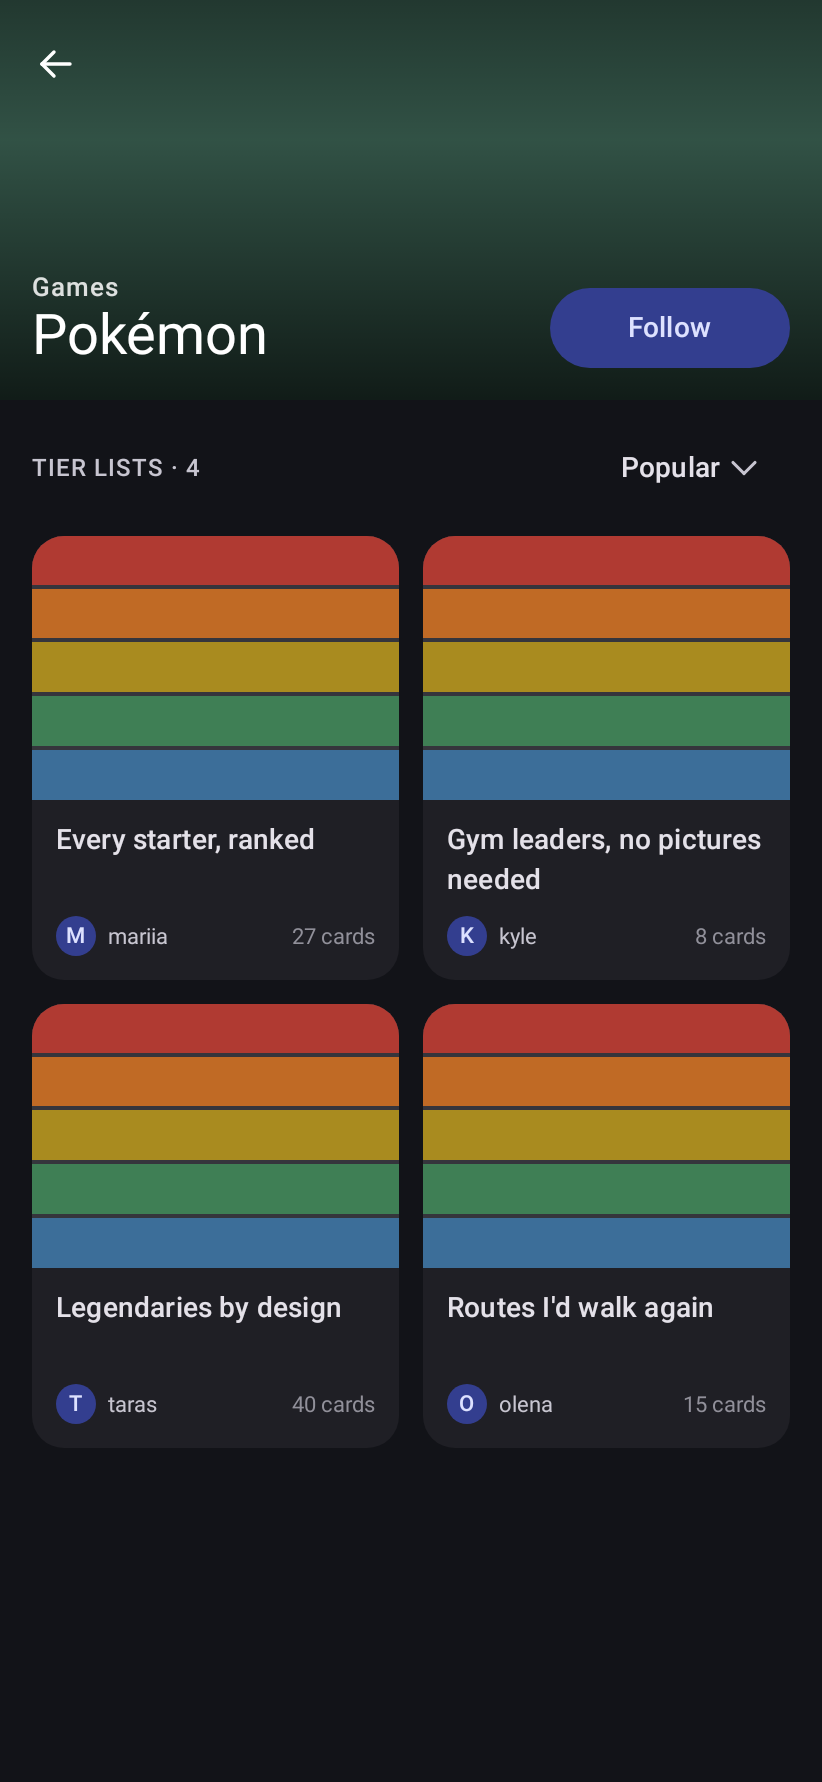 Games
Pokémon
Follow
TIER LISTS · 4
Popular
Every starter, ranked
M mariia 27 cards
Gym leaders, no pictures
needed
K kyle 8 cards
Legendaries by design
T taras 40 cards
Routes I'd walk again
O olena 15 cards